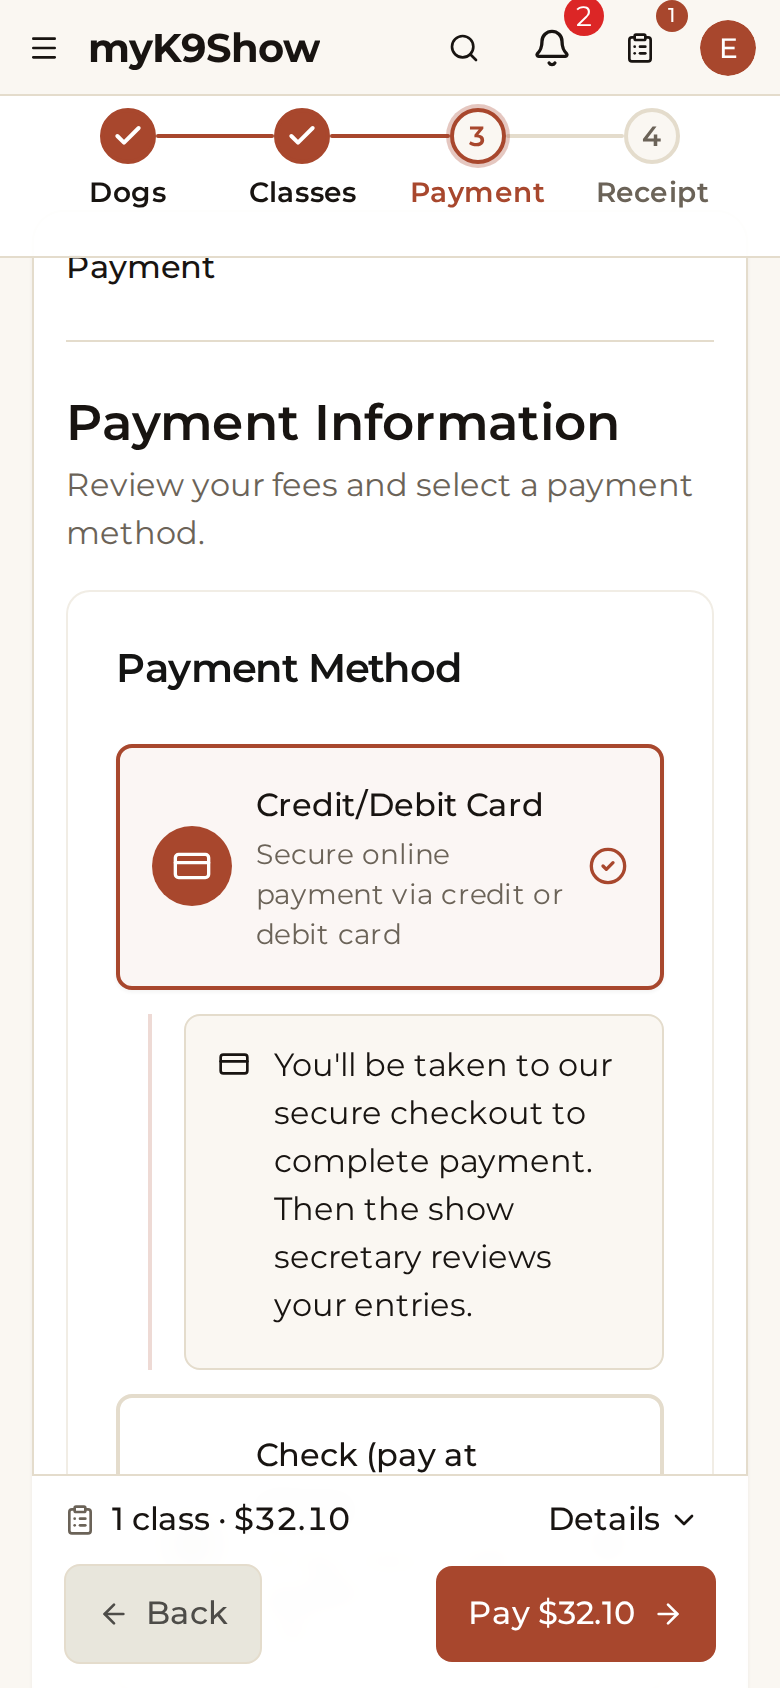 myK9Show
2
1
E
3
4
Dogs
Classes
Payment
Receipt
Payment
Payment Information
Review your fees and select a payment
method.
Payment Method
Credit/Debit Card
Secure online
payment via credit or
debit card
You'll be taken to our
secure checkout to
complete payment.
Then the show
secretary reviews
your entries.
Check (pay at
1 class · $32.10
Details
Back
Pay $32.10